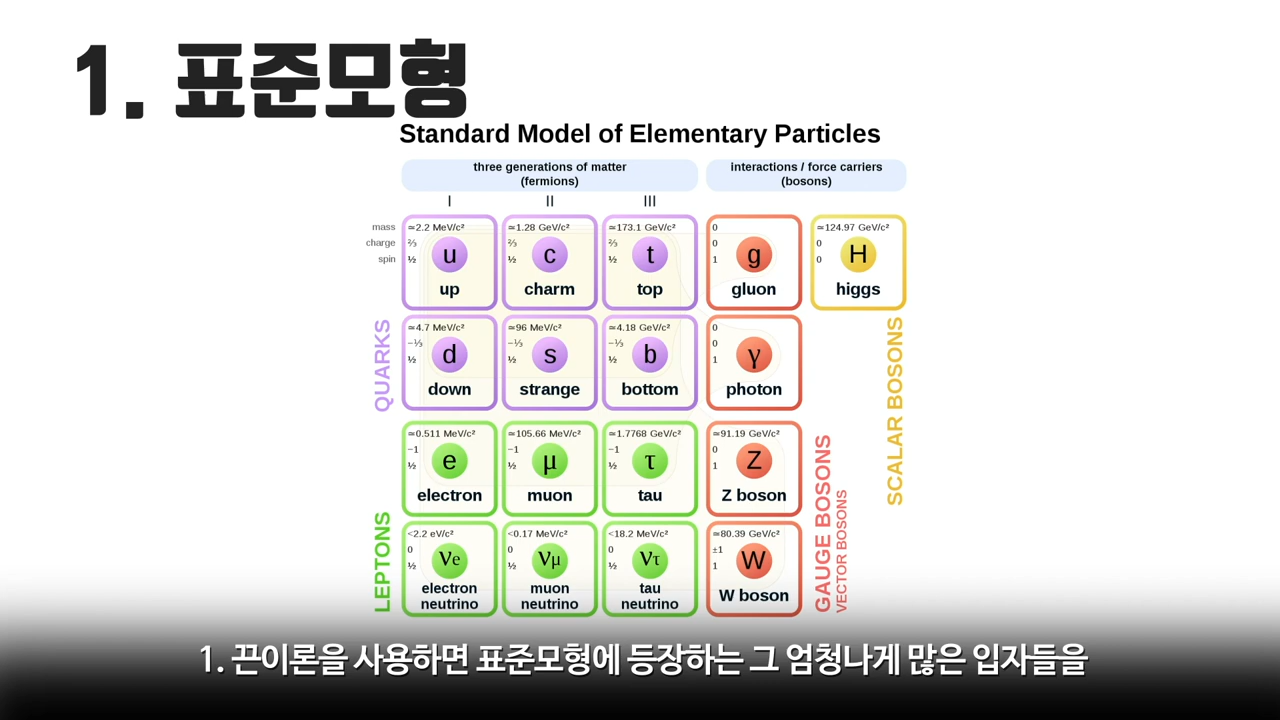 1. 표준모형
Standard Model of Elementary Particles
three generations of matter
(fermions)
interactions / force carriers
(bosons)
I II III
mass
charge
spin
≃2.2 MeV/c²
⅔
½
u
up
≃1.28 GeV/c²
⅔
½
c
charm
≃173.1 GeV/c²
⅔
½
t
top
0
0
1
g
gluon
≃124.97 GeV/c²
0
0
H
higgs
QUARKS
≃4.7 MeV/c²
−⅓
½
d
down
≃96 MeV/c²
−⅓
½
s
strange
≃4.18 GeV/c²
−⅓
½
b
bottom
0
0
1
γ
photon
SCALAR BOSONS
LEPTONS
≃0.511 MeV/c²
−1
½
e
electron
≃105.66 MeV/c²
−1
½
μ
muon
≃1.7768 GeV/c²
−1
½
τ
tau
≃91.19 GeV/c²
0
1
Z
Z boson
<2.2 eV/c²
0
½
νe
electron
neutrino
<0.17 MeV/c²
0
½
νμ
muon
neutrino
<18.2 MeV/c²
0
½
ντ
tau
neutrino
≃80.39 GeV/c²
±1
1
W
W boson
GAUGE BOSONS
VECTOR BOSONS
1. 끈이론을 사용하면 표준모형에 등장하는 그 엄청나게 많은 입자들을